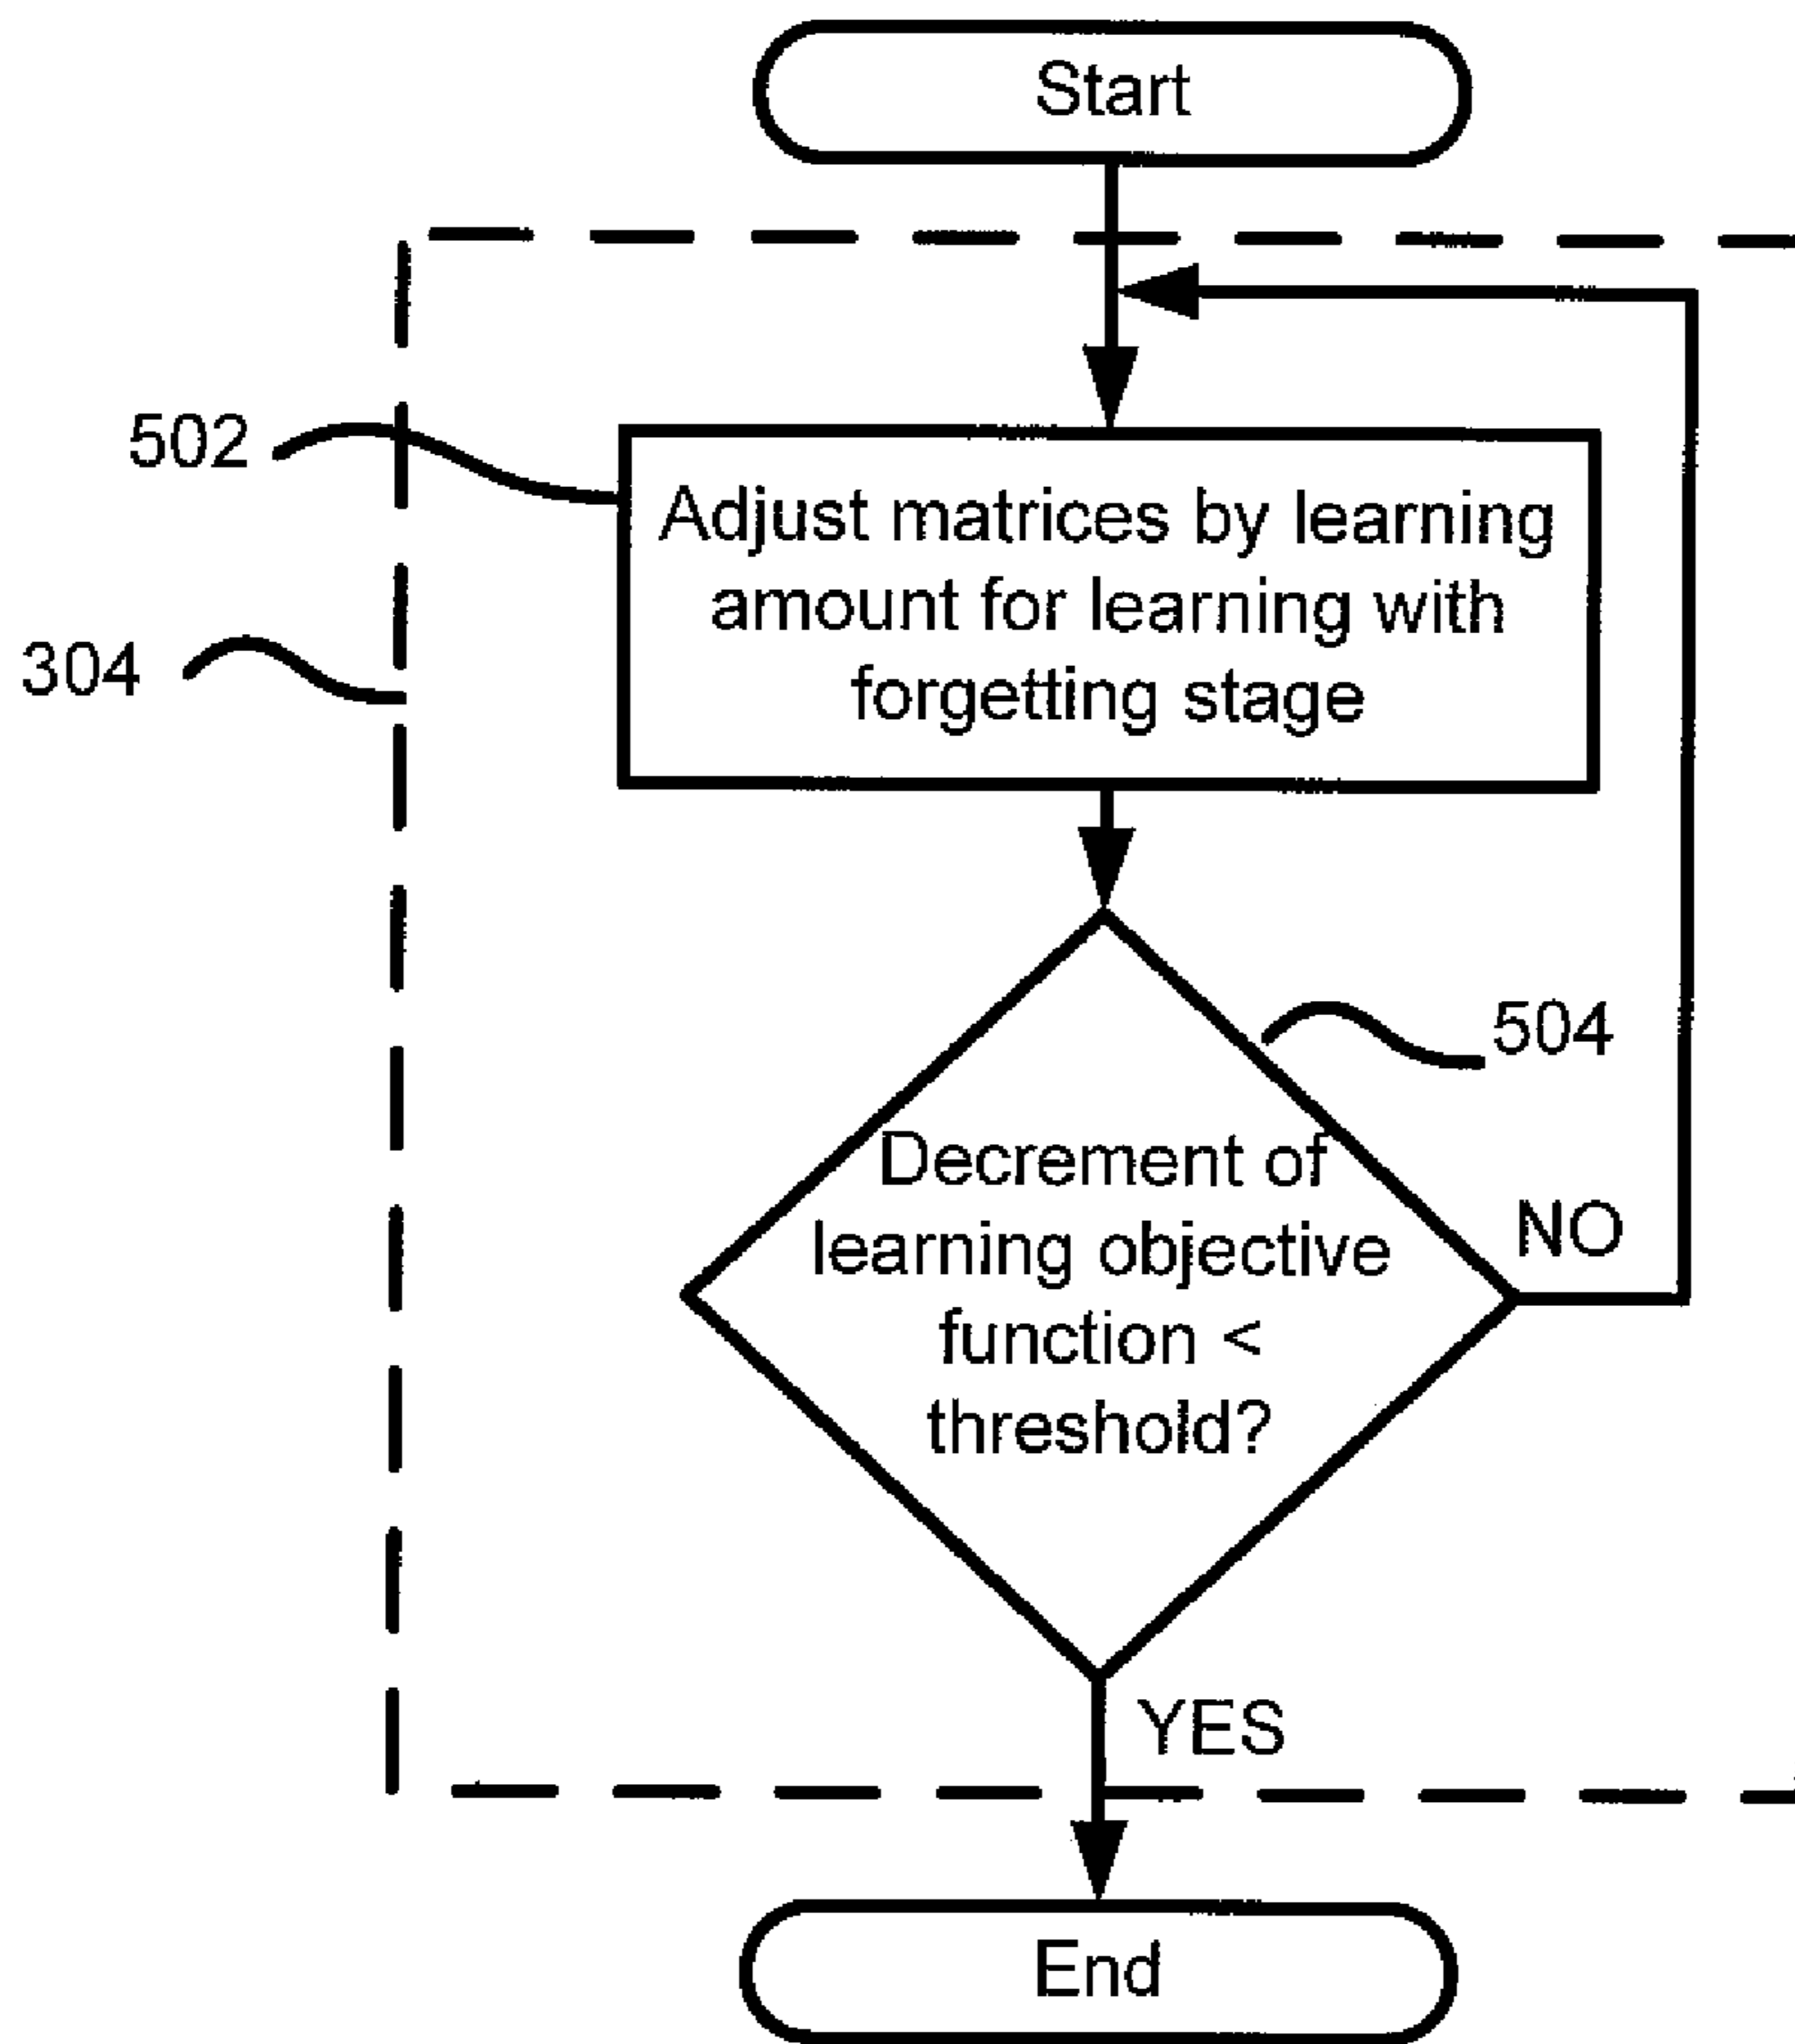 Start
502
Adjust matrices by learning
amount for learning with
forgetting stage
304
504
Decrement of
learning objective
function <
threshold?
NO
YES
End